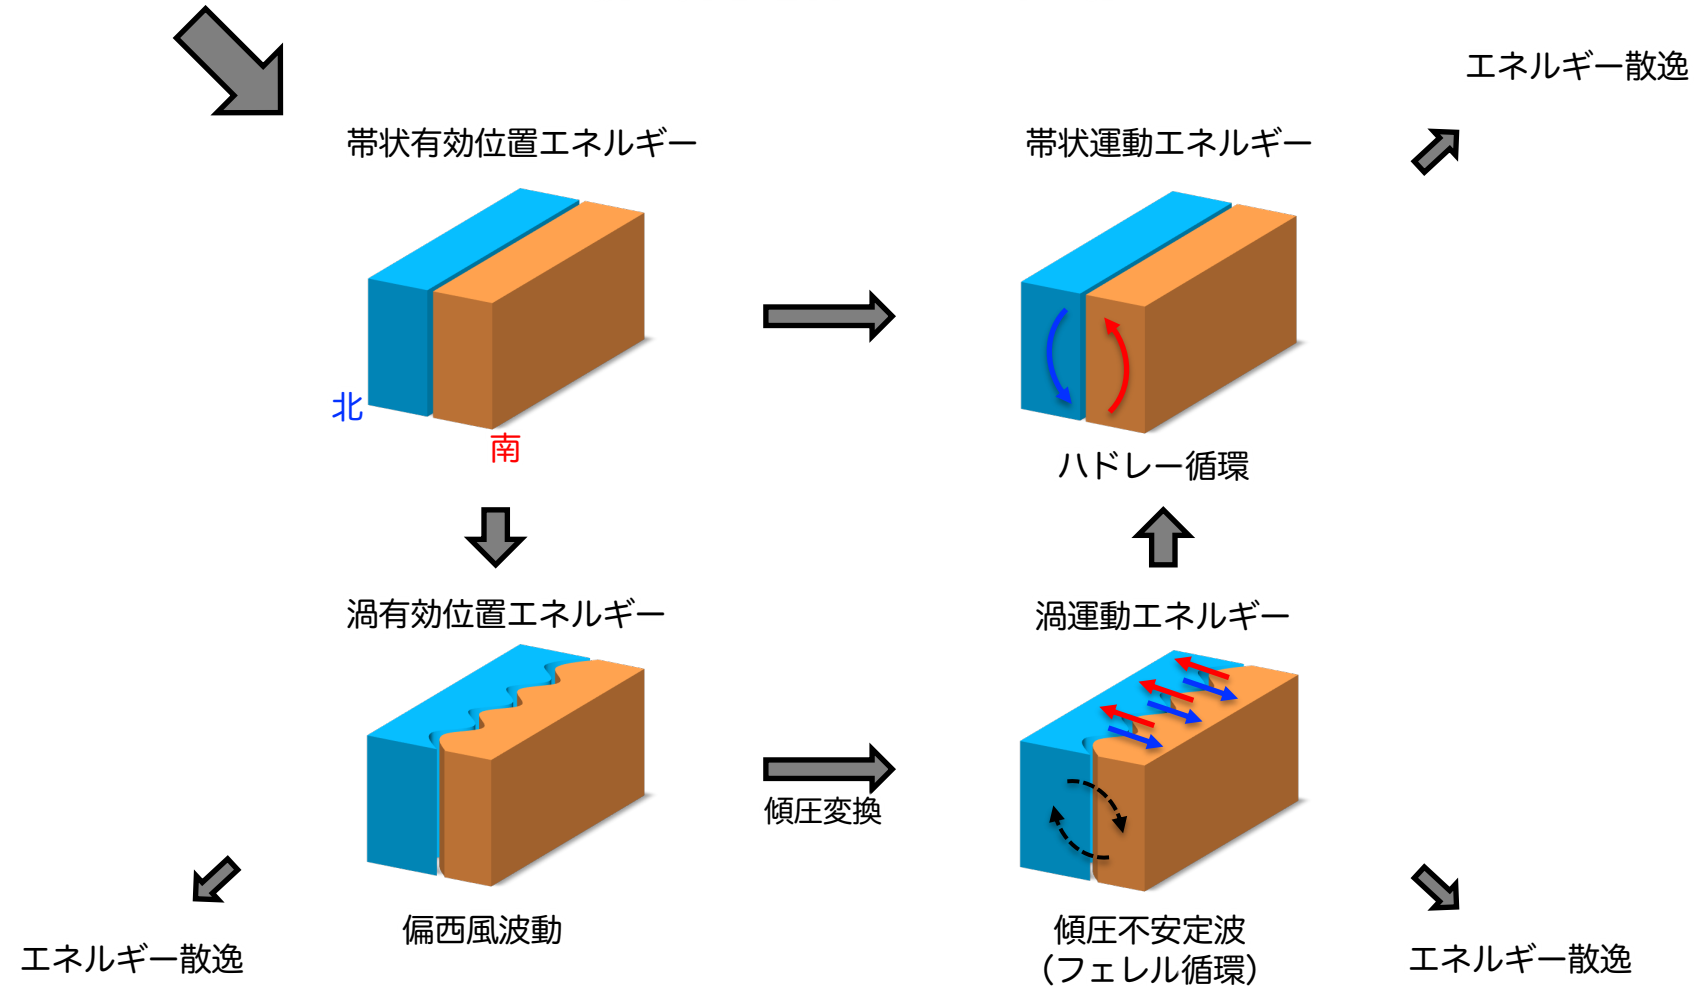 エネルギー散逸
帯状有効位置エネルギー
帯状運動エネルギー
北
南
ハドレー循環
渦有効位置エネルギー
渦運動エネルギー
傾圧変換
偏西風波動
傾圧不安定波
（フェレル循環）
エネルギー散逸
エネルギー散逸